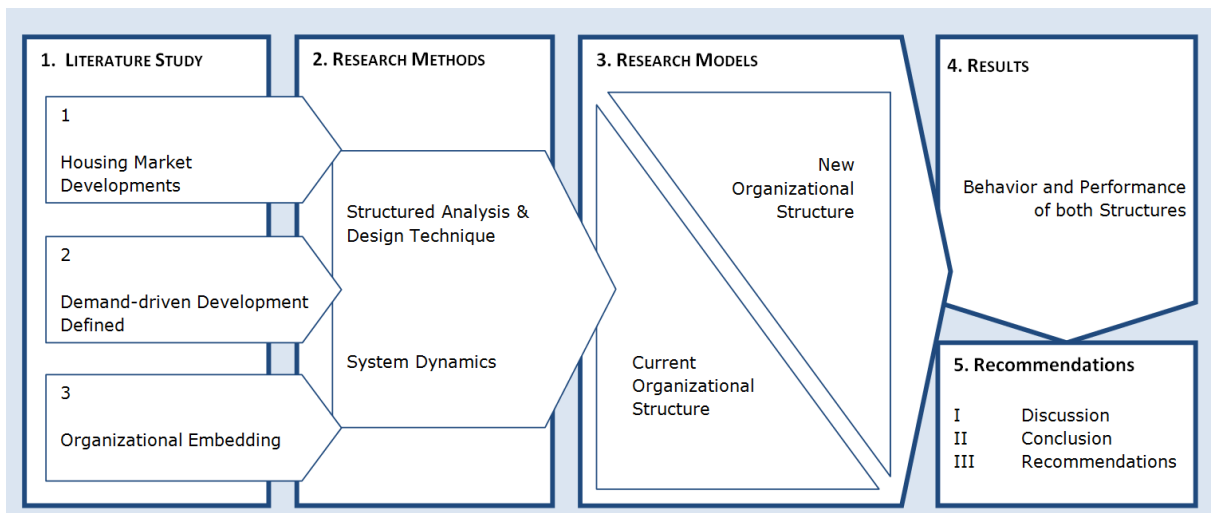 1. LITERATURE STUDY
1
Housing Market
Developments
2
Demand-driven Development
Defined
3
Organizational Embedding
2. RESEARCH METHODS
Structured Analysis &
Design Technique
System Dynamics
3. RESEARCH MODELS
New
Organizational
Structure
Current
Organizational
Structure
4. RESULTS
Behavior and Performance
of both Structures
5. Recommendations
I Discussion
II Conclusion
III Recommendations